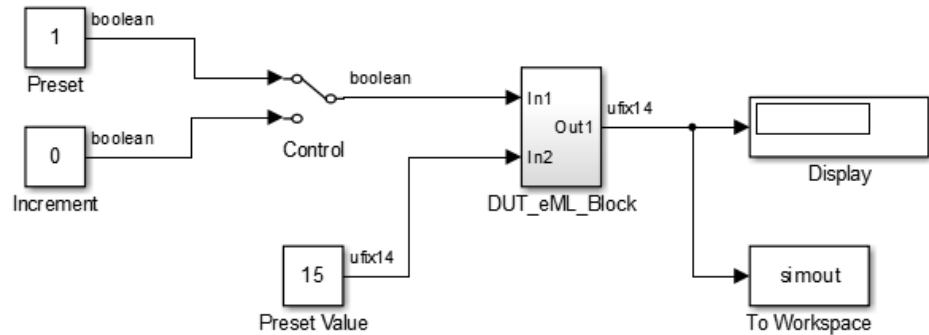 boolean
1
Preset
boolean
0
Increment
Control
boolean
In1
In2
Out1
DUT_eML_Block
ufix14
15
Preset Value
ufix14
Display
simout
To Workspace